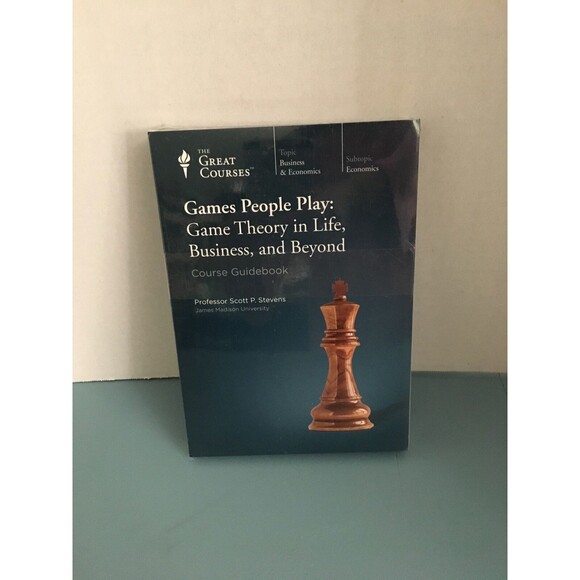 THE
GREAT
COURSES™
Topic
Business
& Economics
Subtopic
Economics
Games People Play:
Game Theory in Life,
Business, and Beyond
Course Guidebook
Professor Scott P. Stevens
James Madison University